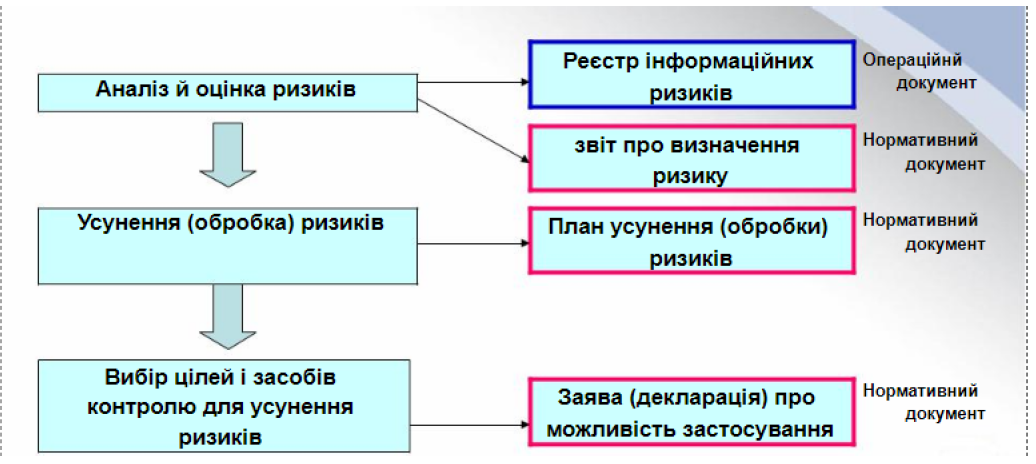 Аналіз й оцінка ризиків
Реєстр інформаційних
ризиків
Операційнй
документ
звіт про визначення
ризику
Нормативний
документ
Усунення (обробка) ризиків
План усунення (обробки)
ризиків
Нормативний
документ
Вибір цілей і засобів
контролю для усунення
ризиків
Заява (декларація) про
можливість застосування
Нормативний
документ